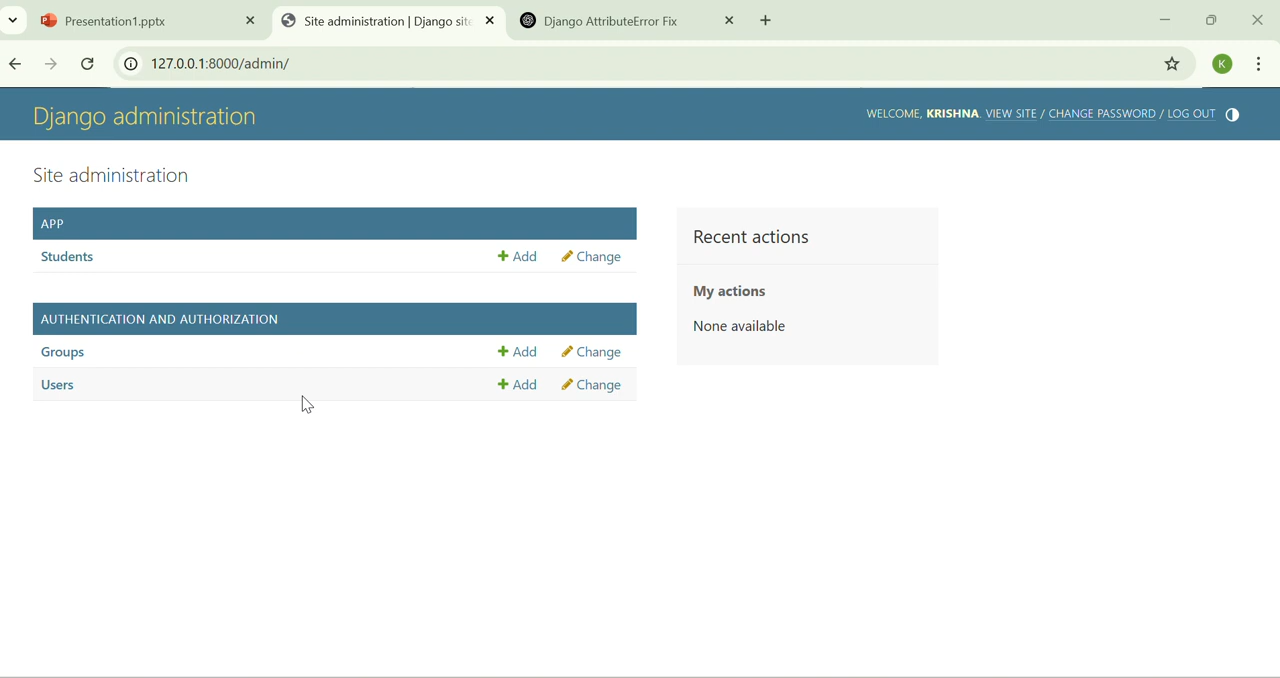 Presentation1.pptx
Site administration | Django site
Django AttributeError Fix
127.0.0.1:8000/admin/
K
Django administration
WELCOME, KRISHNA. VIEW SITE / CHANGE PASSWORD / LOG OUT
Site administration
APP
Students Add Change
AUTHENTICATION AND AUTHORIZATION
Groups Add Change
Users Add Change
Recent actions
My actions
None available